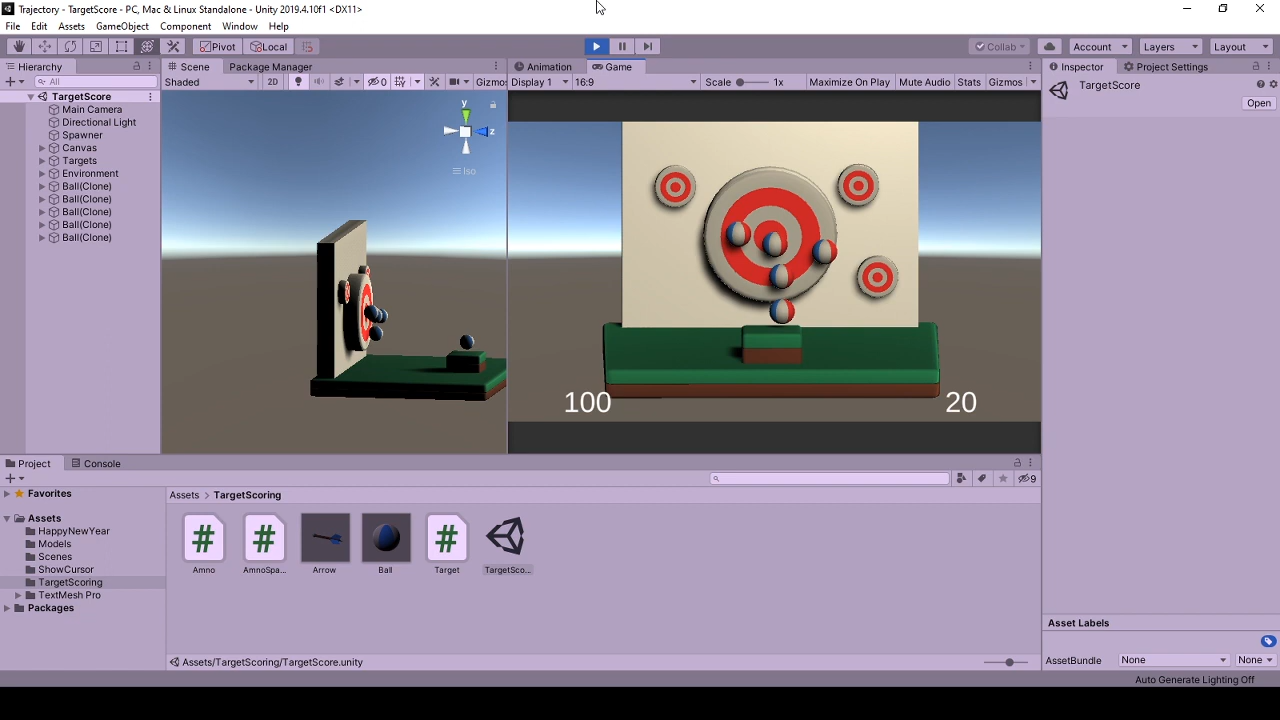 Trajectory - TargetScore - PC, Mac & Linux Standalone - Unity 2019.4.10f1 <DX11>
File Edit Assets GameObject Component Window Help
Pivot Local Collab Account Layers Layout
Hierarchy
All
TargetScore
Main Camera
Directional Light
Spawner
Canvas
Targets
Environment
Ball(Clone)
Ball(Clone)
Ball(Clone)
Ball(Clone)
Ball(Clone)
Scene Package Manager
Shaded 2D 0 Gizmo
y
z
Iso
Animation Game
Display 1 16:9 Scale 1x Maximize On Play Mute Audio Stats Gizmos
100 20
Inspector Project Settings
TargetScore
Open
Project Console
9
Favorites
Assets
HappyNewYear
Models
Scenes
ShowCursor
TargetScoring
TextMesh Pro
Packages
Assets > TargetScoring
# # #
Amno AmnoSpa... Arrow Ball Target TargetSco...
Assets/TargetScoring/TargetScore.unity
Asset Labels
AssetBundle None None
Auto Generate Lighting Off